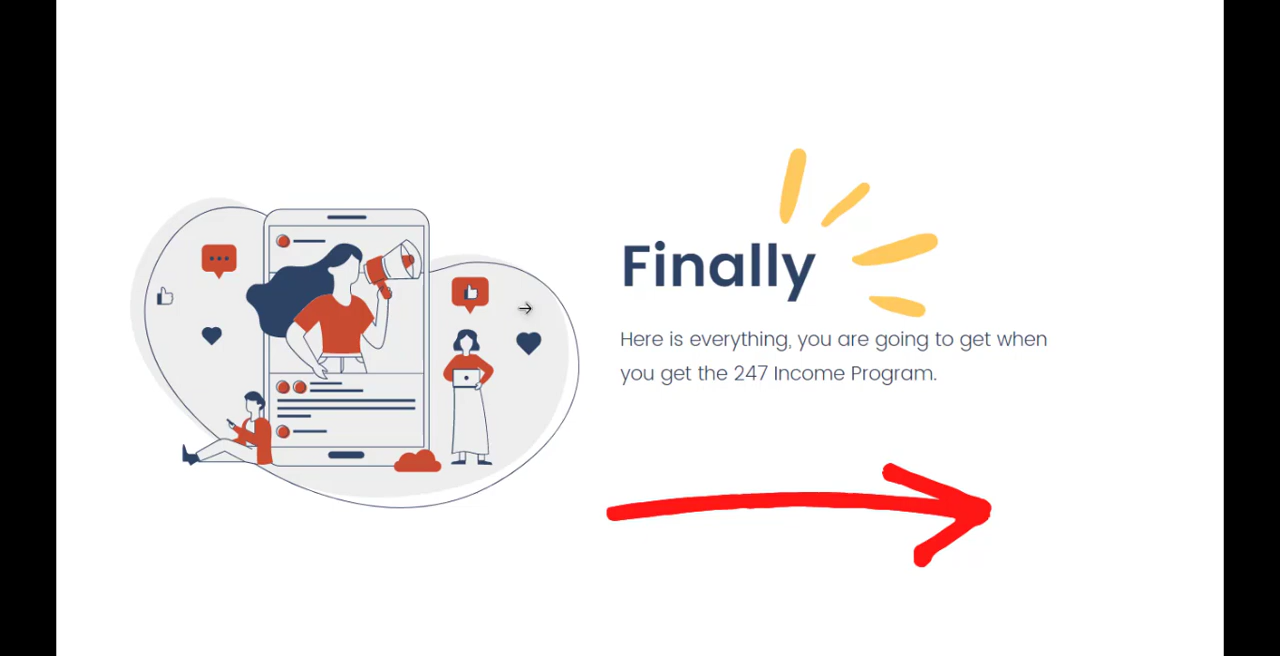 Finally
Here is everything, you are going to get when
you get the 247 Income Program.